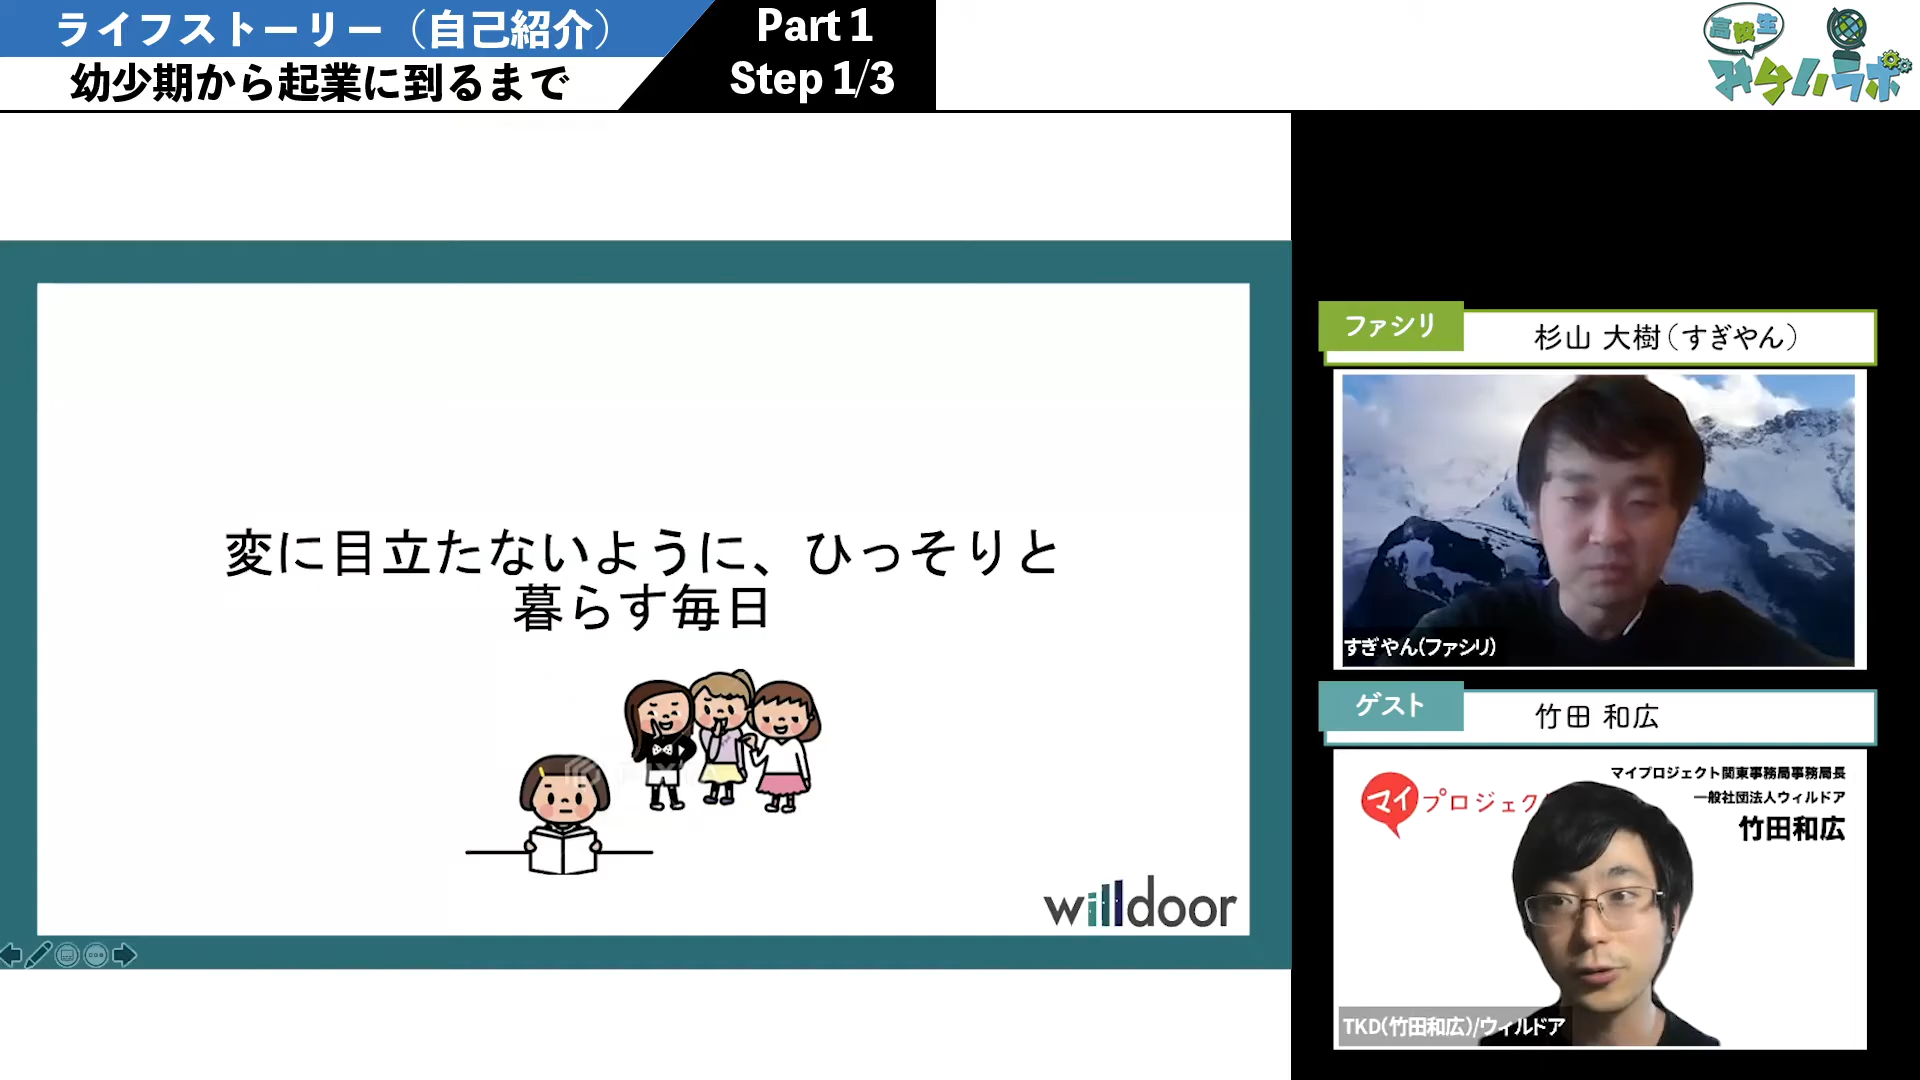 ライフストーリー（自己紹介）
幼少期から起業に到るまで
Part 1
Step 1/3
高校生
みらいラボ
変に目立たないように、ひっそりと
暮らす毎日
willdoor
ファシリ
杉山 大樹（すぎやん）
すぎやん(ファシリ)
ゲスト
竹田 和広
マイプロジェクト関東事務局事務局長
一般社団法人ウィルドア
竹田和広
マイプロジェク
TKD(竹田和広)/ウィルドア